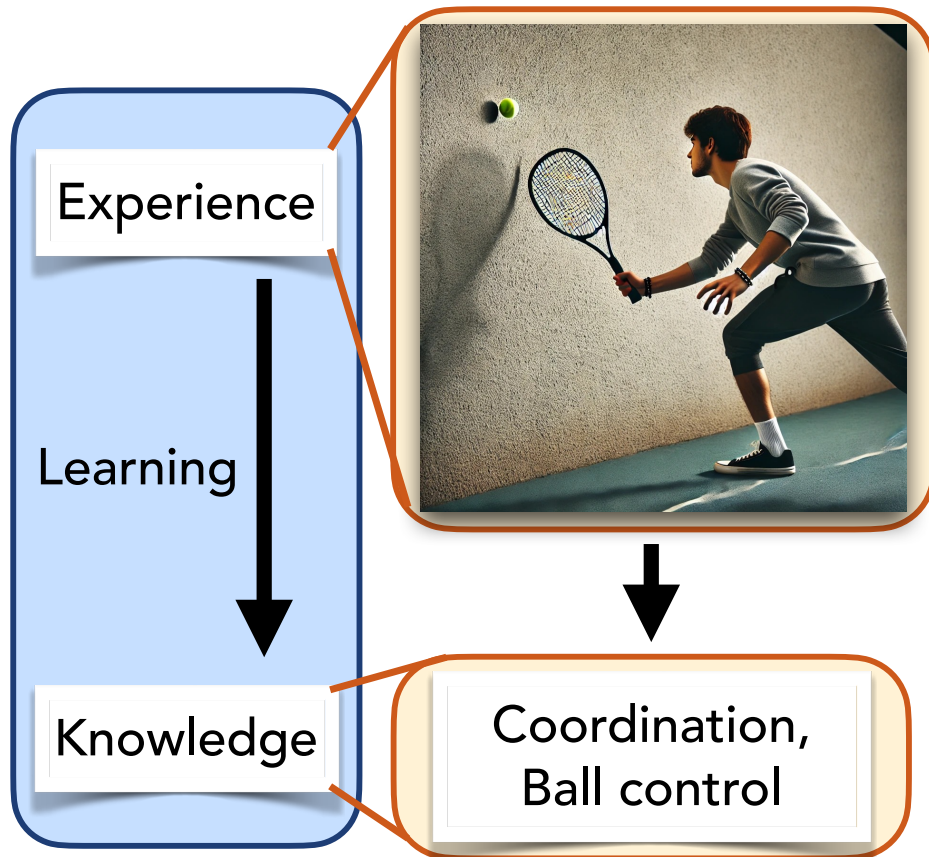 Experience
Learning
Knowledge
Coordination,
Ball control